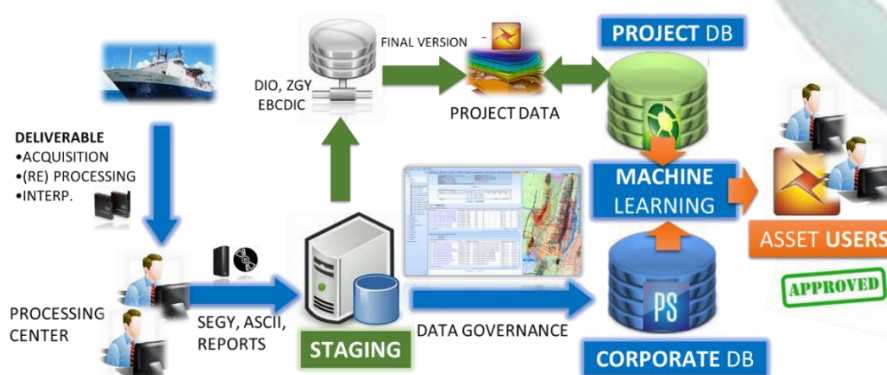 PROJECT DB
FINAL VERSION
DIO, ZGY
EBCDIC
PROJECT DATA
DELIVERABLE
•ACQUISITION
•(RE) PROCESSING
•INTERP.
MACHINE
LEARNING
ASSET USERS
APPROVED
PROCESSING
CENTER
SEGY, ASCII,
REPORTS
STAGING
DATA GOVERNANCE
PS
CORPORATE DB